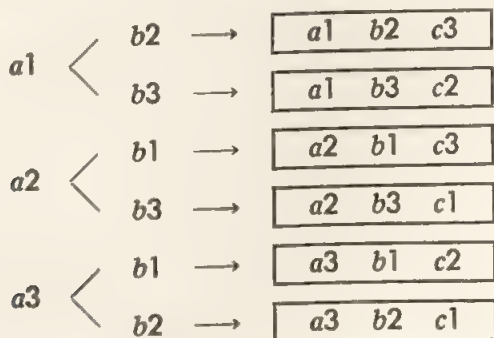 a1
b2 → a1 b2 c3
b3 → a1 b3 c2
a2
b1 → a2 b1 c3
b3 → a2 b3 c1
a3
b1 → a3 b1 c2
b2 → a3 b2 c1